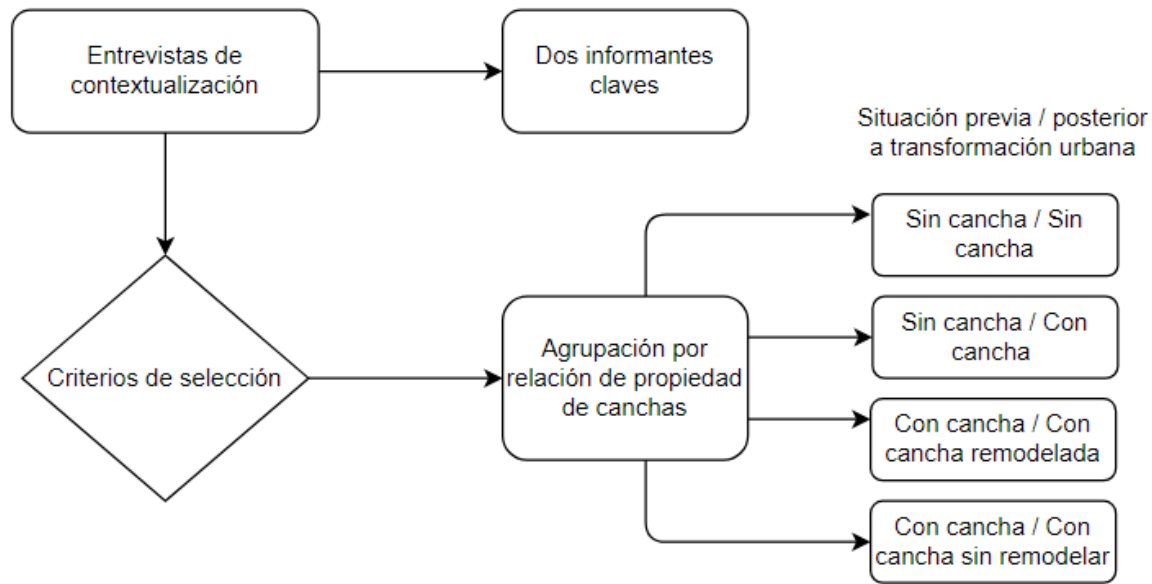 Entrevistas de
contextualización
Dos informantes
claves
Situación previa / posterior
a transformación urbana
Sin cancha / Sin
cancha
Sin cancha / Con
cancha
Criterios de selección
Agrupación por
relación de propiedad
de canchas
Con cancha / Con
cancha remodelada
Con cancha / Con
cancha sin remodelar